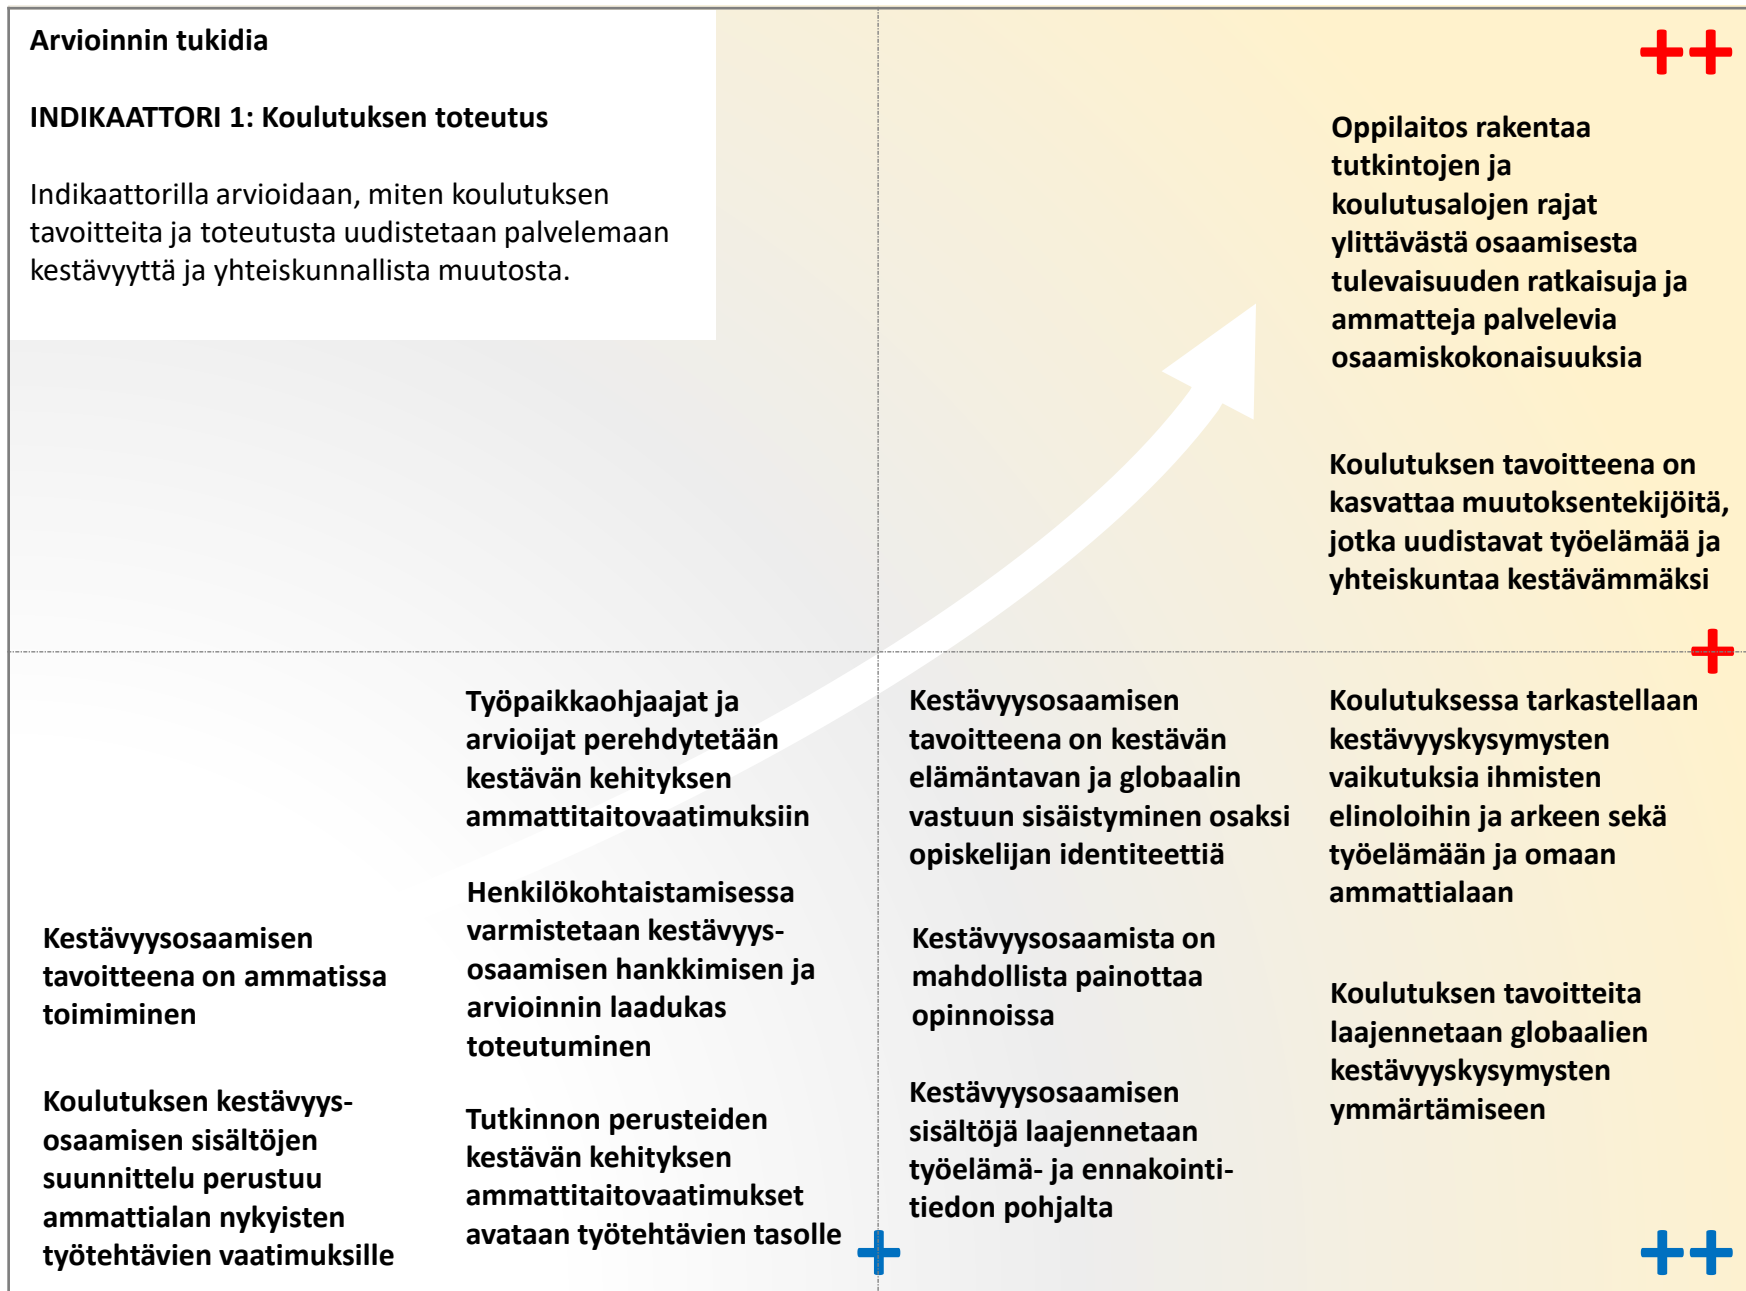 Arvioinnin tukidia
INDIKAATTORI 1: Koulutuksen toteutus
Indikaattorilla arvioidaan, miten koulutuksen
tavoitteita ja toteutusta uudistetaan palvelemaan
kestävyyttä ja yhteiskunnallista muutosta.
++
Oppilaitos rakentaa
tutkintojen ja
koulutusalojen rajat
ylittävästä osaamisesta
tulevaisuuden ratkaisuja ja
ammatteja palvelevia
osaamiskokonaisuuksia
Koulutuksen tavoitteena on
kasvattaa muutoksentekijöitä,
jotka uudistavat työelämää ja
yhteiskuntaa kestävämmäksi
+
Kestävyysosaamisen
tavoitteena on ammatissa
toimiminen
Koulutuksen kestävyys-
osaamisen sisältöjen
suunnittelu perustuu
ammattialan nykyisten
työtehtävien vaatimuksille
Työpaikkaohjaajat ja
arvioijat perehdytetään
kestävän kehityksen
ammattitaitovaatimuksiin
Henkilökohtaistamisessa
varmistetaan kestävyys-
osaamisen hankkimisen ja
arvioinnin laadukas
toteutuminen
Tutkinnon perusteiden
kestävän kehityksen
ammattitaitovaatimukset
avataan työtehtävien tasolle
+
Kestävyysosaamisen
tavoitteena on kestävän
elämäntavan ja globaalin
vastuun sisäistyminen osaksi
opiskelijan identiteettiä
Kestävyysosaamista on
mahdollista painottaa
opinnoissa
Kestävyysosaamisen
sisältöjä laajennetaan
työelämä- ja ennakointi-
tiedon pohjalta
Koulutuksessa tarkastellaan
kestävyyskysymysten
vaikutuksia ihmisten
elinoloihin ja arkeen sekä
työelämään ja omaan
ammattialaan
Koulutuksen tavoitteita
laajennetaan globaalien
kestävyyskysymysten
ymmärtämiseen
++